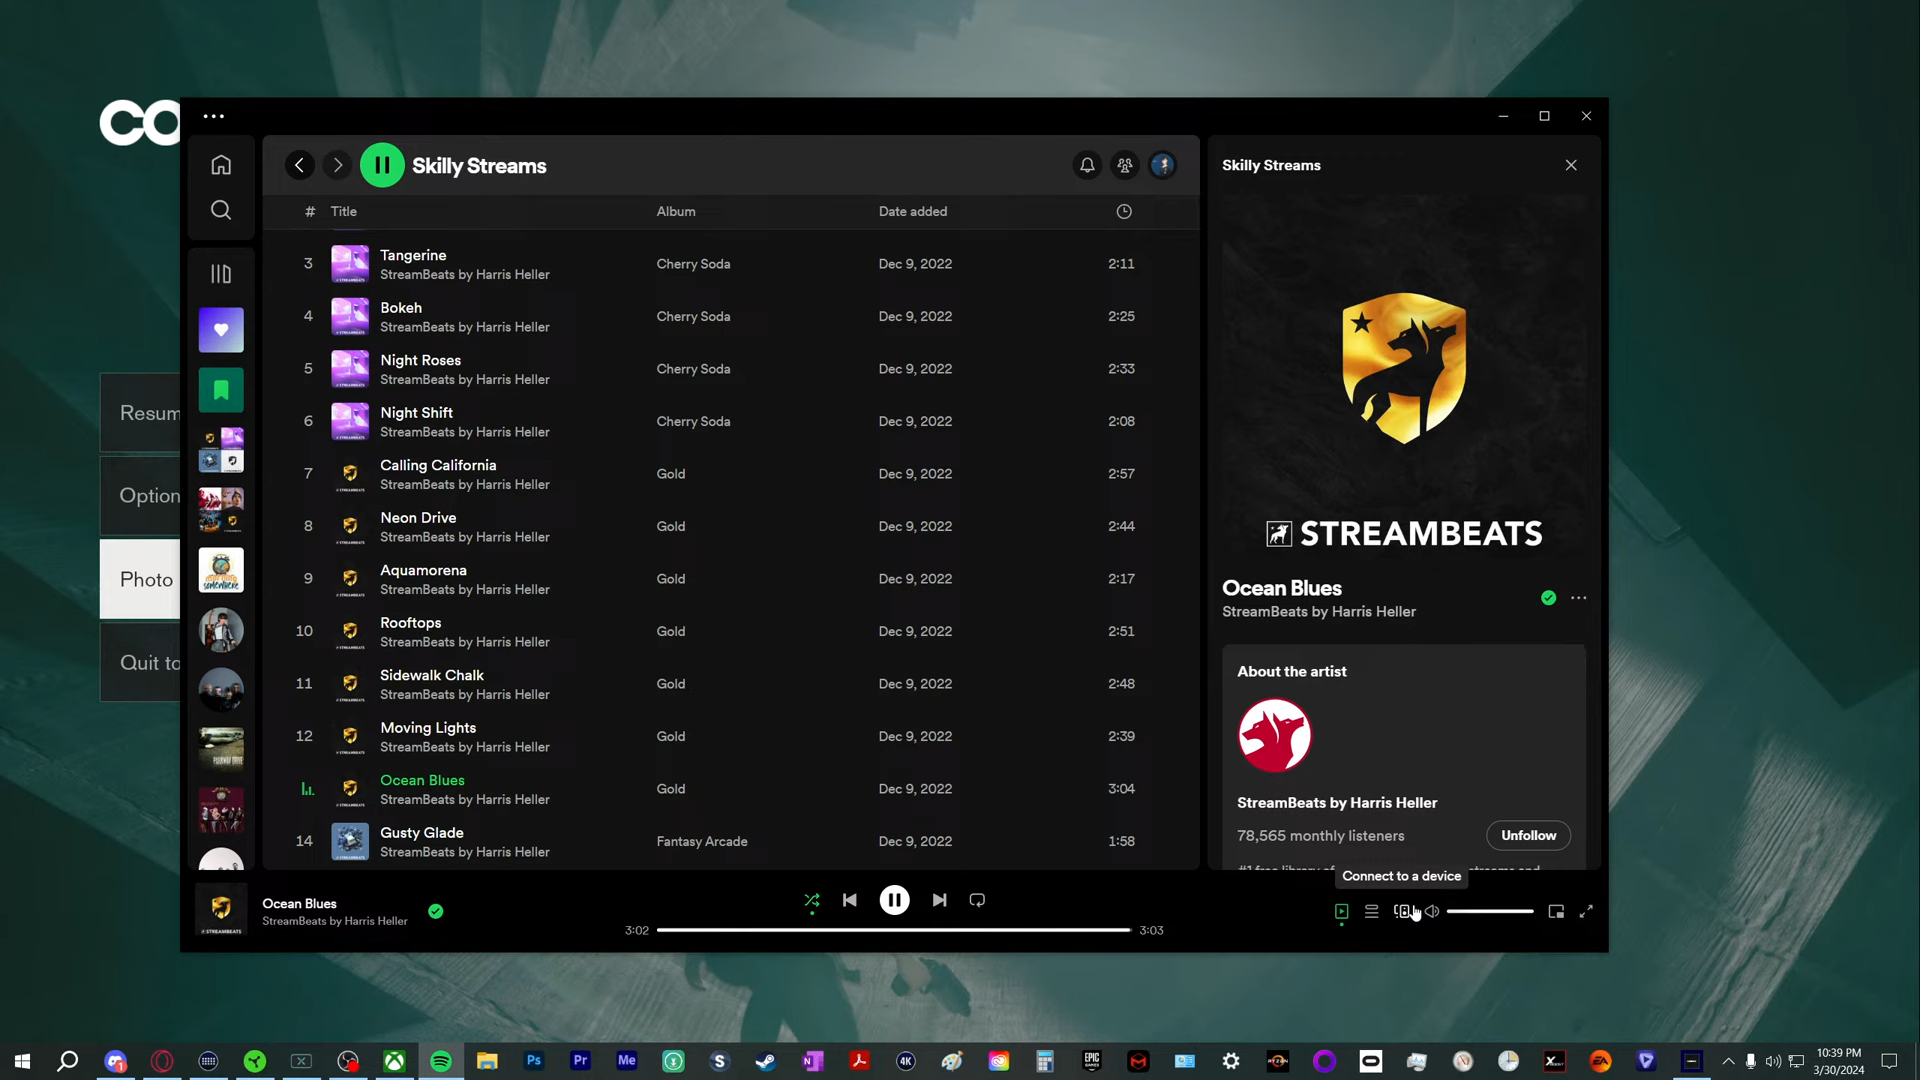 CO
Resum
Option
Photo
Quit to
Skilly Streams
# Title Album Date added
3 Tangerine Cherry Soda Dec 9, 2022 2:11
StreamBeats by Harris Heller
4 Bokeh Cherry Soda Dec 9, 2022 2:25
StreamBeats by Harris Heller
5 Night Roses Cherry Soda Dec 9, 2022 2:33
StreamBeats by Harris Heller
6 Night Shift Cherry Soda Dec 9, 2022 2:08
StreamBeats by Harris Heller
7 Calling California Gold Dec 9, 2022 2:57
StreamBeats by Harris Heller
8 Neon Drive Gold Dec 9, 2022 2:44
StreamBeats by Harris Heller
9 Aquamorena Gold Dec 9, 2022 2:17
StreamBeats by Harris Heller
10 Rooftops Gold Dec 9, 2022 2:51
StreamBeats by Harris Heller
11 Sidewalk Chalk Gold Dec 9, 2022 2:48
StreamBeats by Harris Heller
12 Moving Lights Gold Dec 9, 2022 2:39
StreamBeats by Harris Heller
Ocean Blues Gold Dec 9, 2022 3:04
StreamBeats by Harris Heller
14 Gusty Glade Fantasy Arcade Dec 9, 2022 1:58
StreamBeats by Harris Heller
Skilly Streams
STREAMBEATS
Ocean Blues
StreamBeats by Harris Heller
About the artist
StreamBeats by Harris Heller
78,565 monthly listeners
Unfollow
Connect to a device
Ocean Blues
StreamBeats by Harris Heller
3:02
3:03
Ps
Pr
Me
S
N
4K
EPIC
GAMES
RYZEN
EA
10:39 PM
3/30/2024